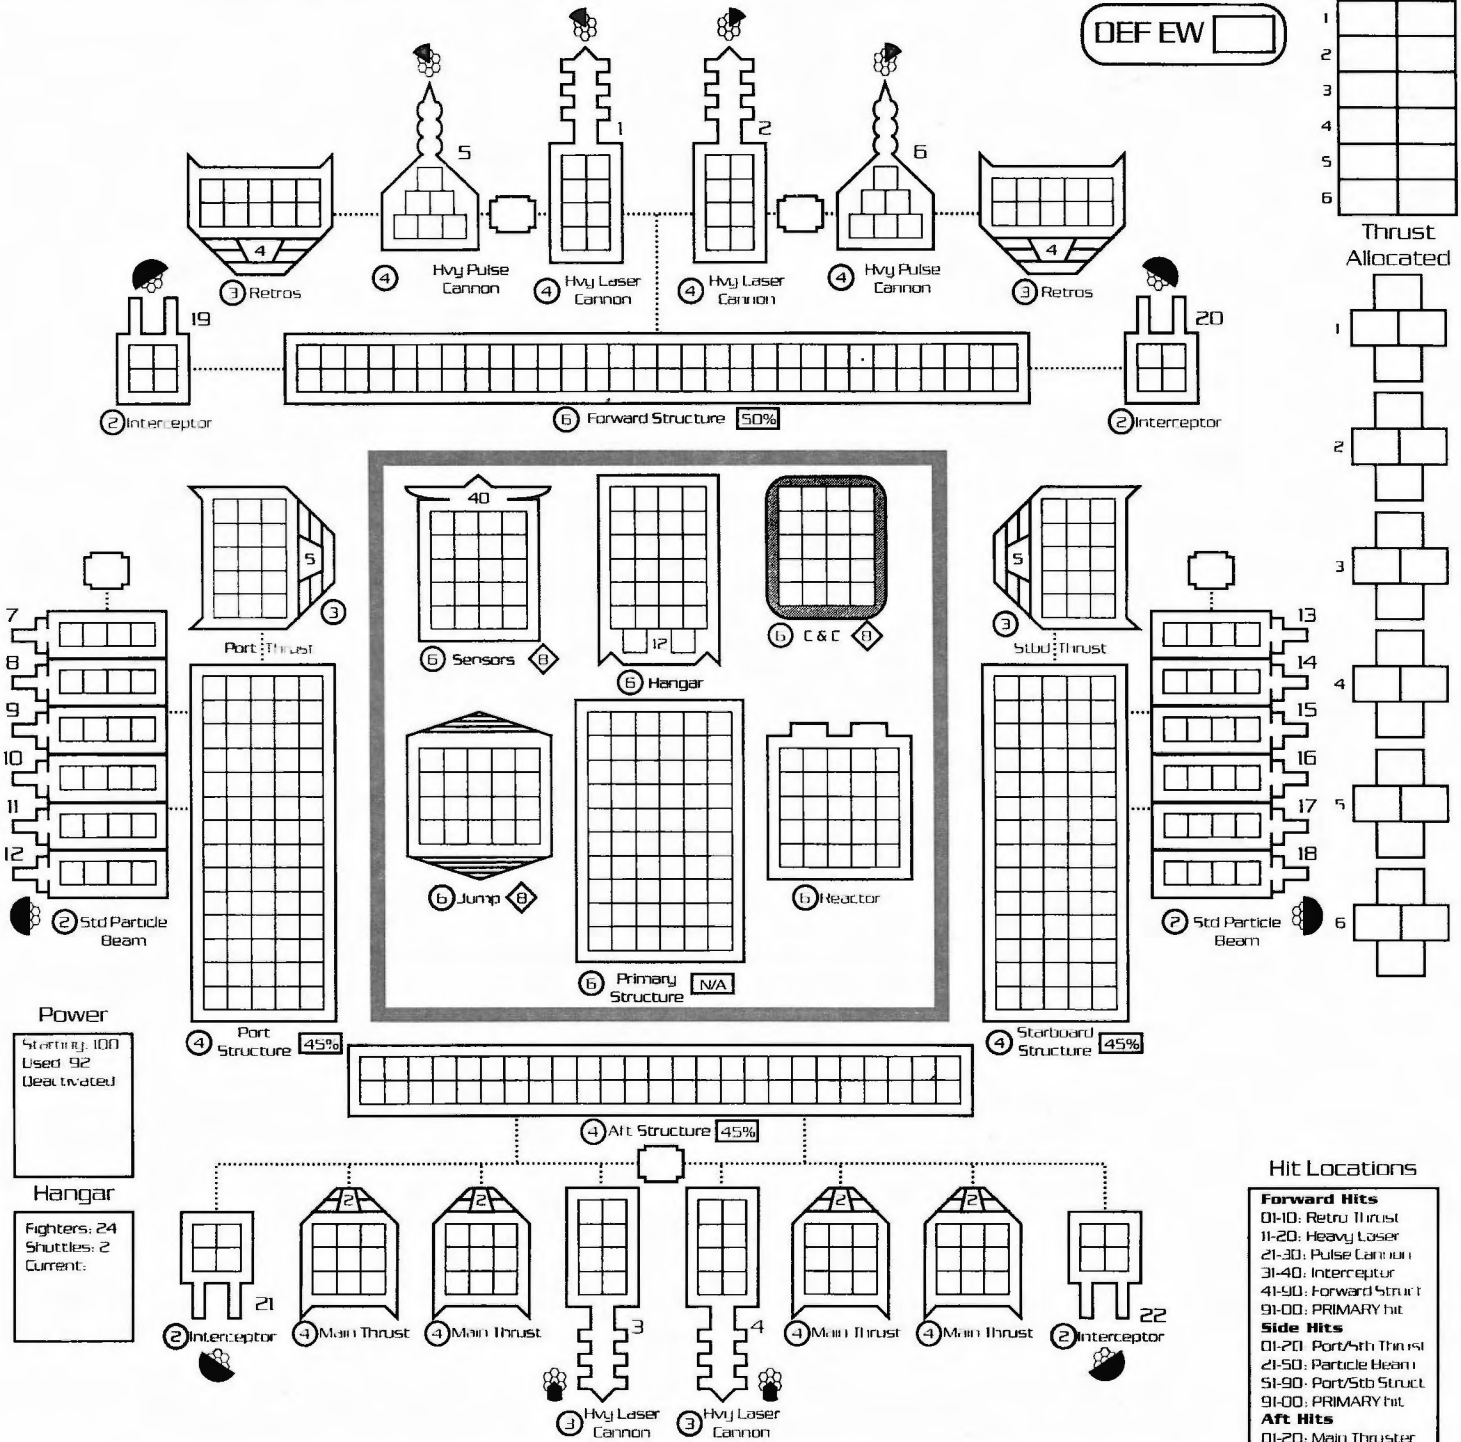 DEF EW
1
2
3
4
5
6
Thrust
Allocated
1
2
3
4
5
6
5
1
2
6
4
4
3 Retros
4 Hvy Pulse
Cannon
4 Hvy Laser
Cannon
4 Hvy Laser
Cannon
4 Hvy Pulse
Cannon
3 Retros
19
20
2 Interceptor
6 Forward Structure 50%
2 Interceptor
40
5
3
Port Thrust
6 Sensors 8
12
6 Hangar
6 C & C 8
5
3
Stbd Thrust
7
8
9
10
11
12
2 Std Particle
Beam
13
14
15
16
17
18
2 Std Particle
Beam
6 Jump 8
6 Reactor
6 Primary
Structure N/A
4 Port
Structure 45%
4 Starboard
Structure 45%
Power
Starting: 100
Used 92
Deactivated
4 Aft Structure 45%
Hangar
Fighters: 24
Shuttles: 2
Current:
2
2
2
2
21
3
4
22
2 Interceptor
4 Main Thrust
4 Main Thrust
4 Main Thrust
4 Main Thrust
2 Interceptor
3 Hvy Laser
Cannon
3 Hvy Laser
Cannon
Hit Locations
Forward Hits
01-10: Retro Thrust
11-20: Heavy Laser
21-30: Pulse Cannon
31-40: Interceptor
41-90: Forward Struct
91-00: PRIMARY hit
Side Hits
01-20: Port/Stb Thrust
21-50: Particle Beam
51-90: Port/Stb Struct
91-00: PRIMARY hit
Aft Hits
01-20: Main Thruster